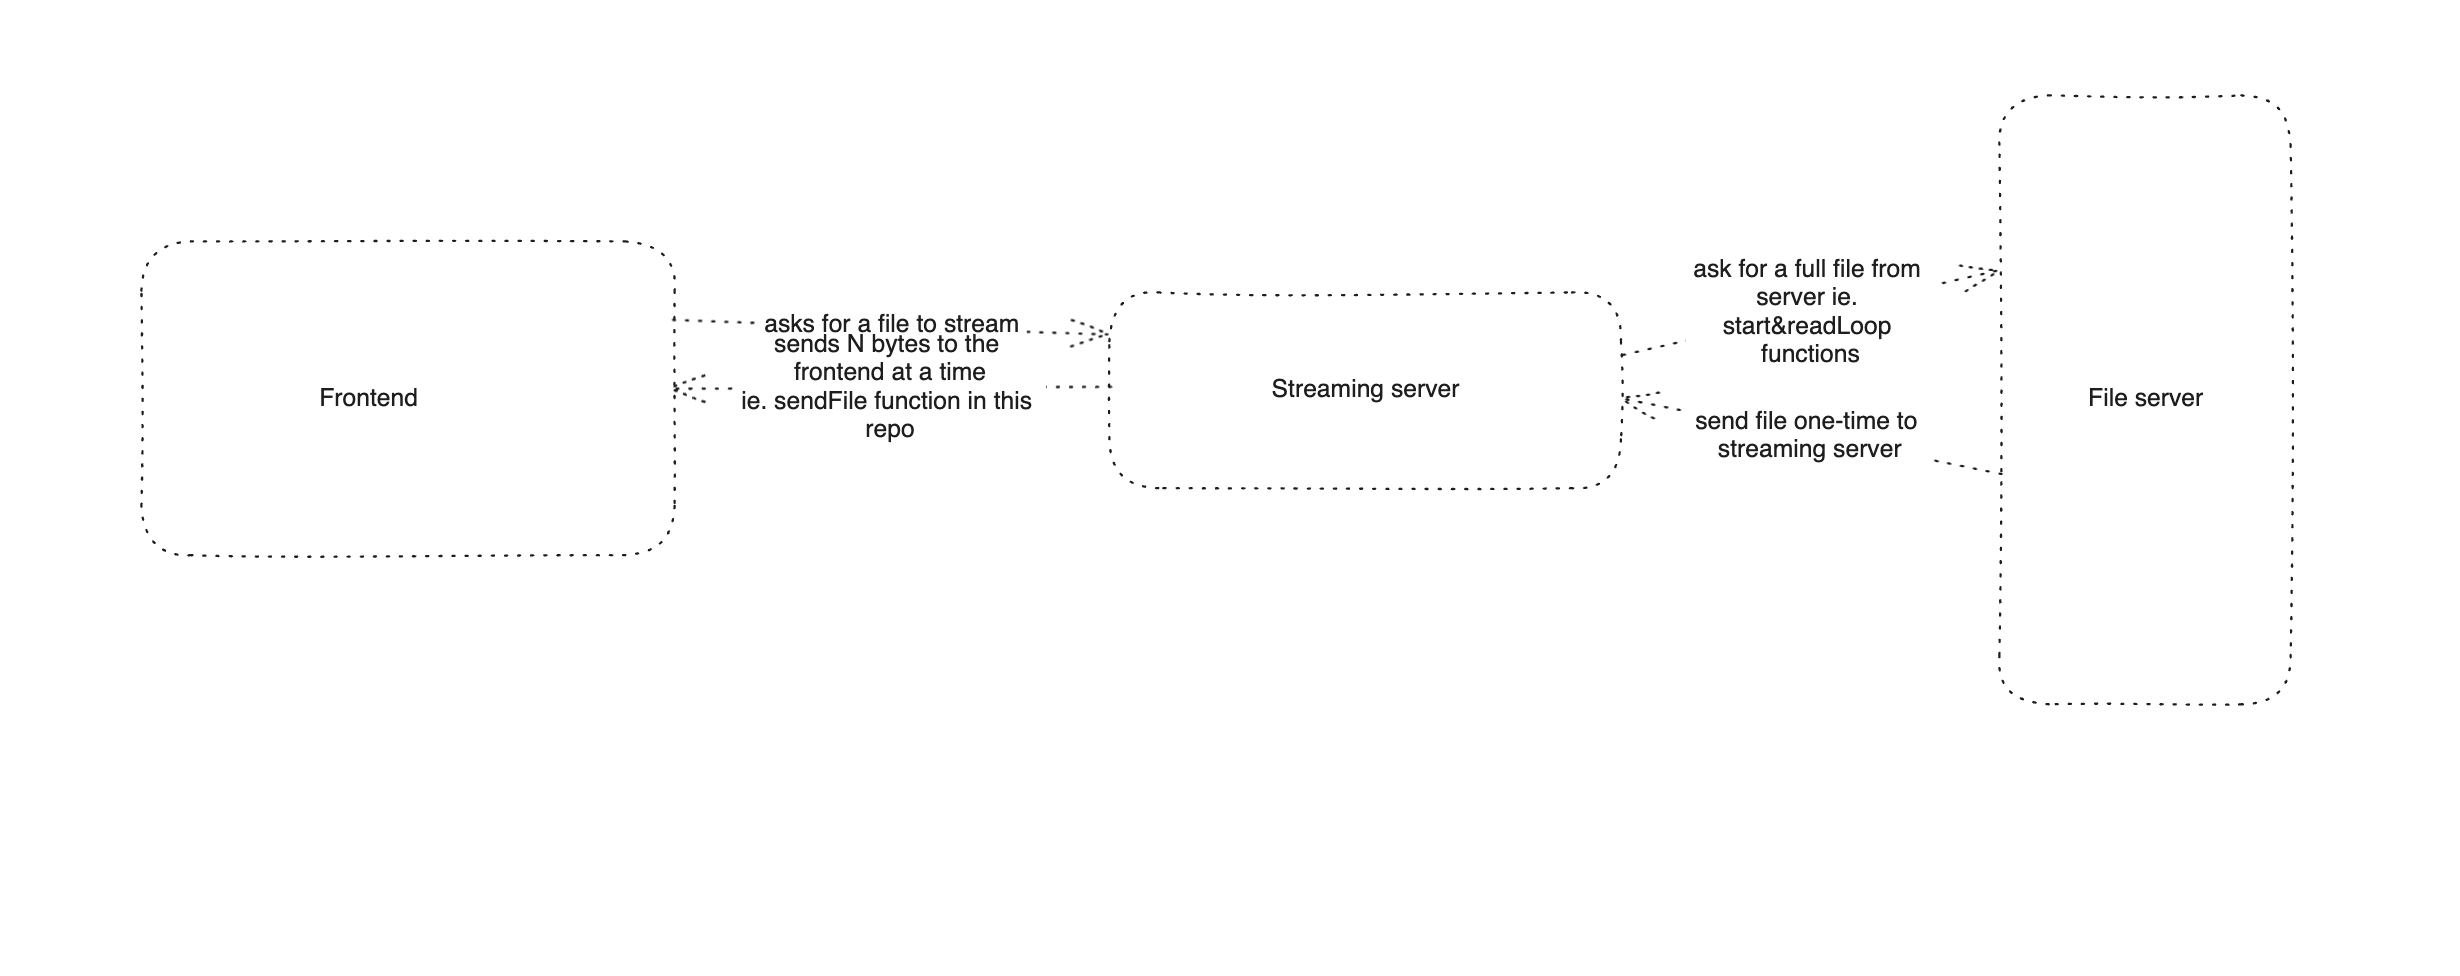 Frontend
asks for a file to stream
sends N bytes to the
frontend at a time
ie. sendFile function in this
repo
Streaming server
ask for a full file from
server ie.
start&readLoop
functions
send file one-time to
streaming server
File server